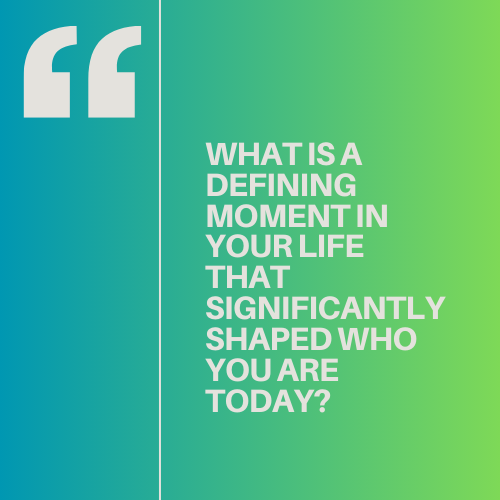 “
WHAT IS A
DEFINING
MOMENT IN
YOUR LIFE
THAT
SIGNIFICANTLY
SHAPED WHO
YOU ARE
TODAY?